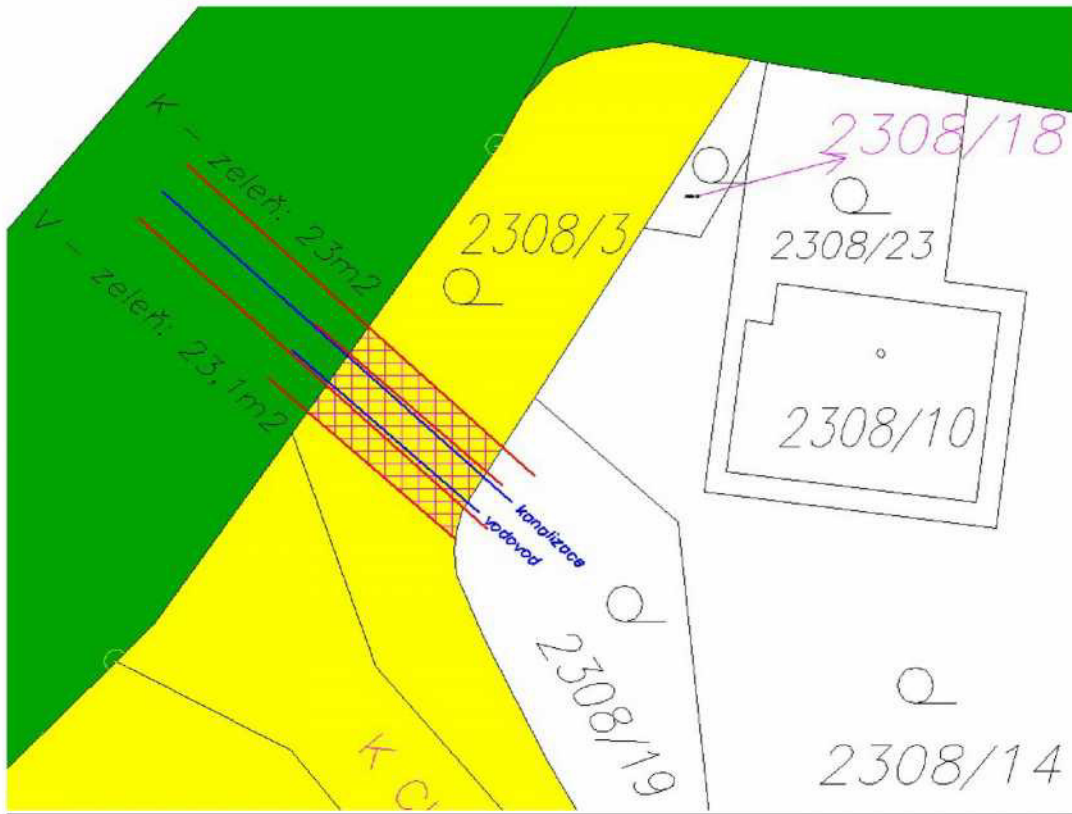 K - zeleň: 23m2
V - zeleň: 23,1m2
2308/18
2308/3
2308/23
2308/10
kanalizace
vodovod
2308/19
2308/14
K